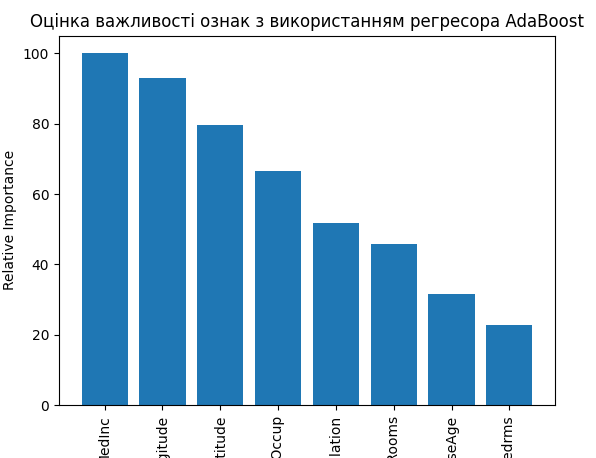 Оцінка важливості ознак з використанням регресора AdaBoost
Relative Importance
100
80
60
40
20
0
MedInc
gitude
titude
Occup
lation
Rooms
seAge
edrms